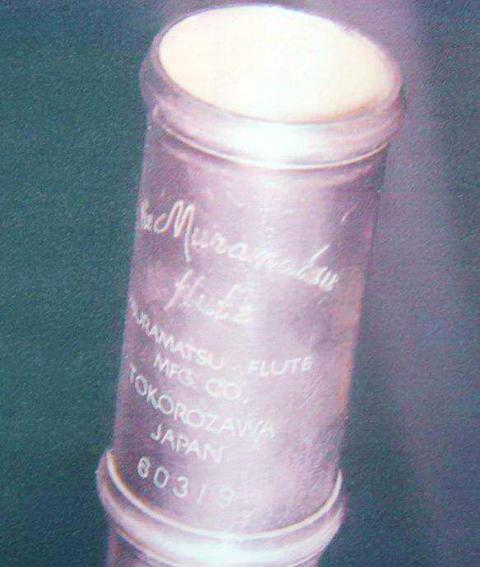 The Muramatsu
flute
MURAMATSU · FLUTE
MFG. CO.,
TOKOROZAWA
JAPAN
60319